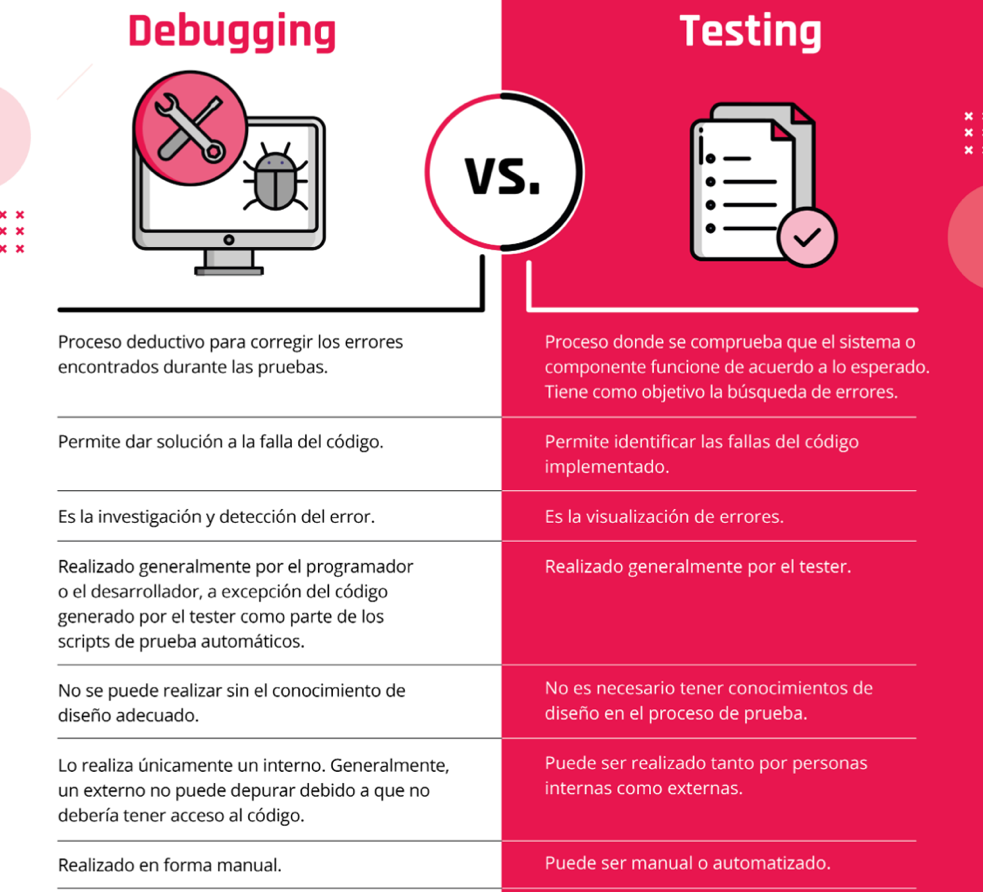 Debugging
Testing
VS.
Proceso deductivo para corregir los errores
encontrados durante las pruebas.
Proceso donde se comprueba que el sistema o
componente funcione de acuerdo a lo esperado.
Tiene como objetivo la búsqueda de errores.
Permite dar solución a la falla del código.
Permite identificar las fallas del código
implementado.
Es la investigación y detección del error.
Es la visualización de errores.
Realizado generalmente por el programador
o el desarrollador, a excepción del código
generado por el tester como parte de los
scripts de prueba automáticos.
Realizado generalmente por el tester.
No se puede realizar sin el conocimiento de
diseño adecuado.
No es necesario tener conocimientos de
diseño en el proceso de prueba.
Lo realiza únicamente un interno. Generalmente,
un externo no puede depurar debido a que no
debería tener acceso al código.
Puede ser realizado tanto por personas
internas como externas.
Realizado en forma manual.
Puede ser manual o automatizado.